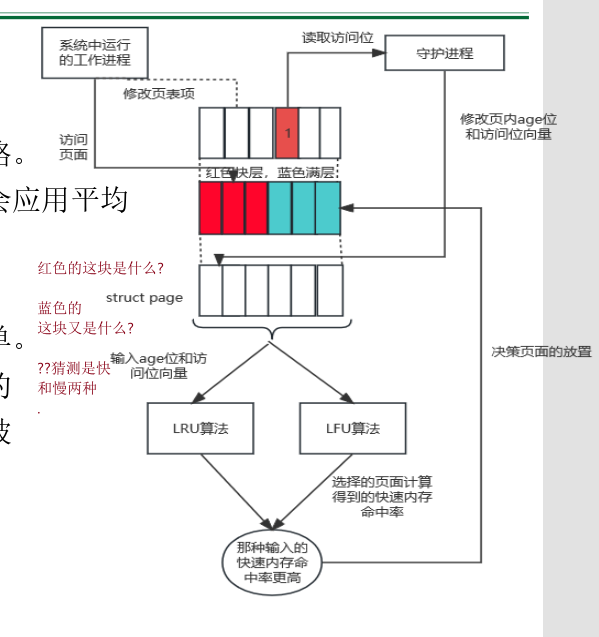 系统中运行
的工作进程
读取访问位
守护进程
修改页表项
修改页内age位
和访问位向量
1
访问
页面
略。
红色快层，蓝色满层
会应用平均
红色的这块是什么?
蓝色的
这块又是什么?
struct page
单。
??猜测是快
和慢两种
.
的
输入age位和访
问位向量
决策页面的放置
LRU算法
LFU算法
选择的页面计算
得到的快速内存
命中率
那种输入的
快速内存命
中率更高